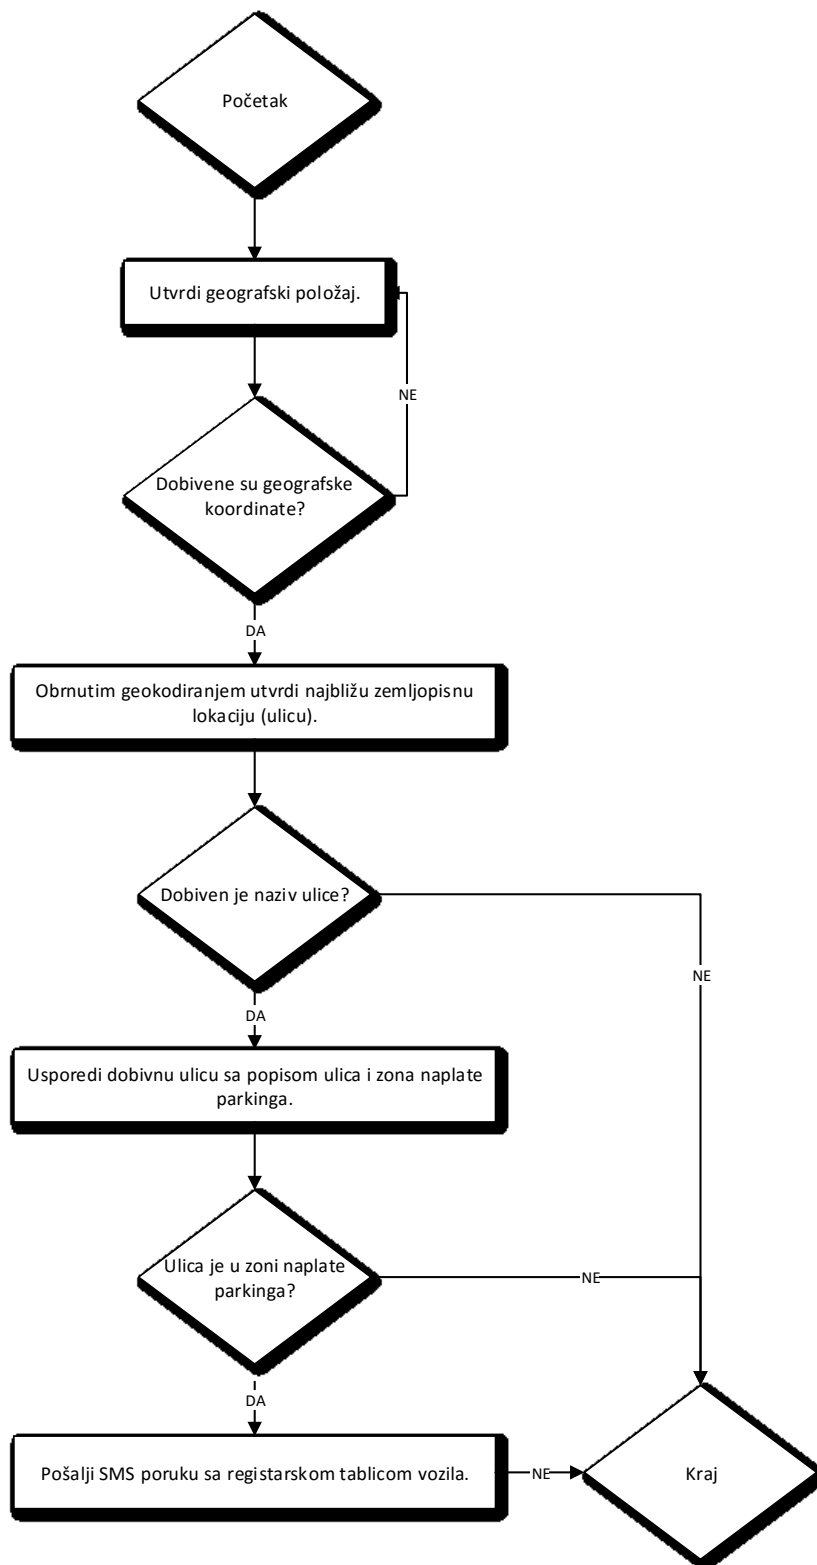 Početak
Utvrdi geografski položaj.
NE
Dobivene su geografske
koordinate?
DA
Obrnutim geokodiranjem utvrdi najbližu zemljopisnu
lokaciju (ulicu).
Dobiven je naziv ulice?
NE
DA
Usporedi dobivnu ulicu sa popisom ulica i zona naplate
parkinga.
Ulica je u zoni naplate
parkinga?
NE
DA
Pošalji SMS poruku sa registarskom tablicom vozila.
NE
Kraj